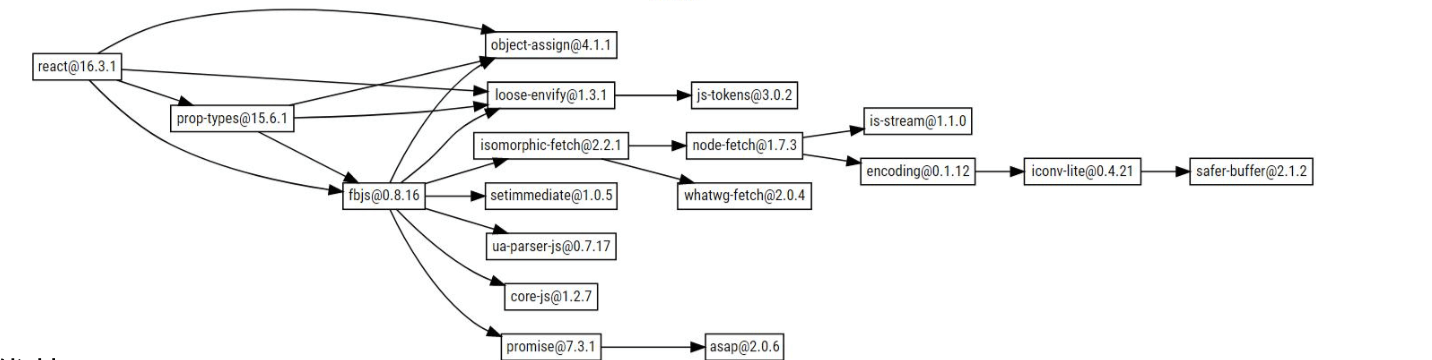 object-assign@4.1.1
react@16.3.1
loose-envify@1.3.1
js-tokens@3.0.2
prop-types@15.6.1
is-stream@1.1.0
isomorphic-fetch@2.2.1
node-fetch@1.7.3
encoding@0.1.12
iconv-lite@0.4.21
safer-buffer@2.1.2
fbjs@0.8.16
setimmediate@1.0.5
whatwg-fetch@2.0.4
ua-parser-js@0.7.17
core-js@1.2.7
promise@7.3.1
asap@2.0.6